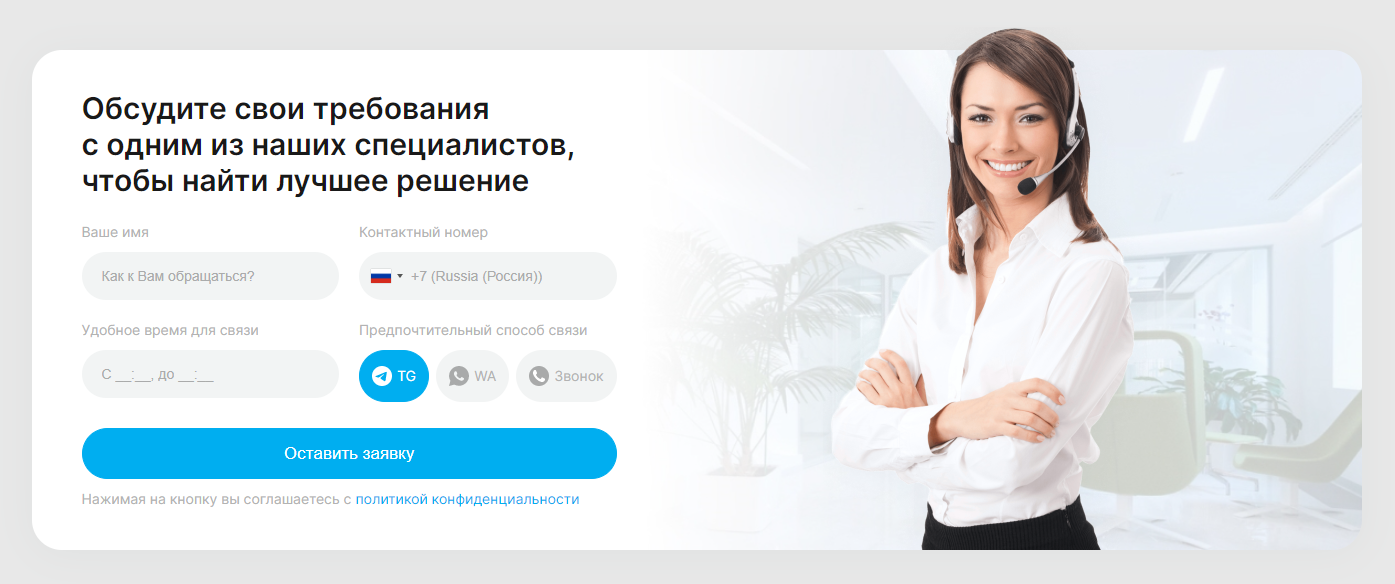 Обсудите свои требования
с одним из наших специалистов,
чтобы найти лучшее решение
Ваше имя
Контактный номер
Как к Вам обращаться?
+7 (Russia (Россия))
Удобное время для связи
Предпочтительный способ связи
С __:__, до __:__
TG
WA
Звонок
Оставить заявку
Нажимая на кнопку вы соглашаетесь с политикой конфиденциальности